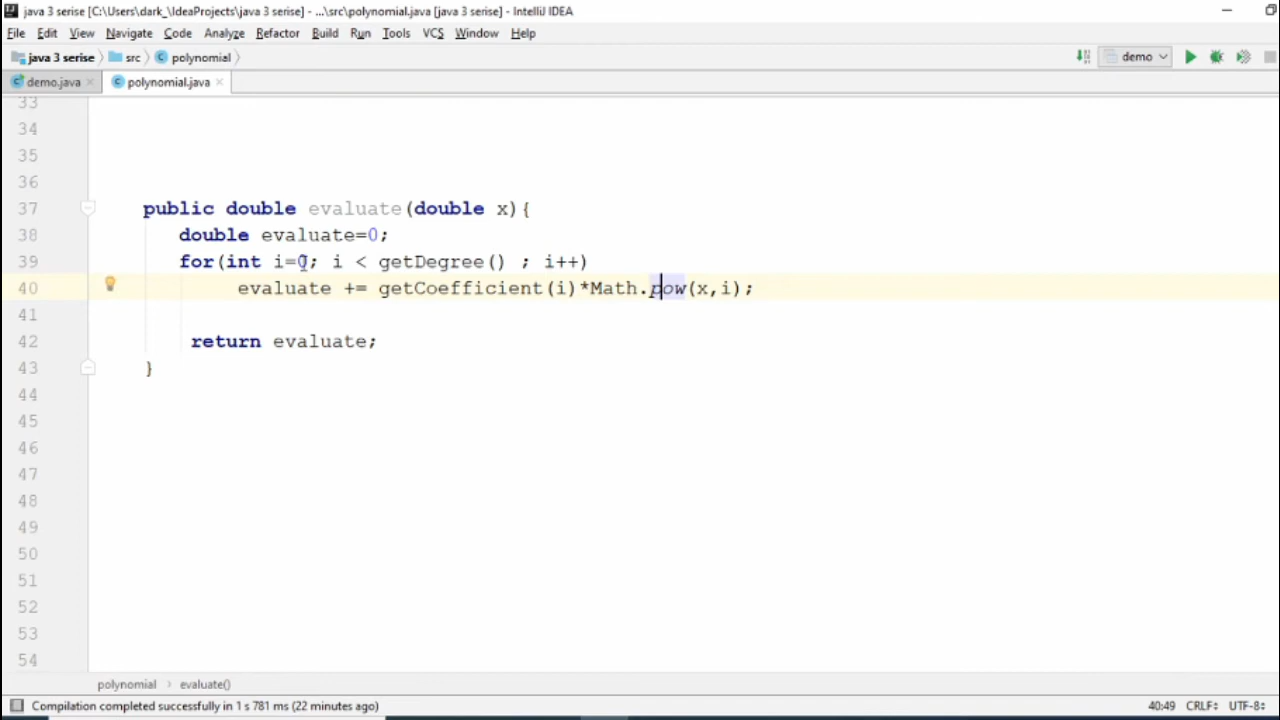 java 3 serise [C:\Users\dark_\IdeaProjects\java 3 serise] - ...\src\polynomial.java [java 3 serise] - IntelliJ IDEA
File Edit View Navigate Code Analyze Refactor Build Run Tools VCS Window Help
java 3 serise src polynomial demo
demo.java polynomial.java
33
34
35
36
37 public double evaluate(double x){
38 double evaluate=0;
39 for(int i=0; i < getDegree() ; i++)
40 evaluate += getCoefficient(i)*Math.pow(x,i);
41
42 return evaluate;
43 }
44
45
46
47
48
49
50
51
52
53
54
polynomial evaluate()
Compilation completed successfully in 1 s 781 ms (22 minutes ago) 40:49 CRLF UTF-8